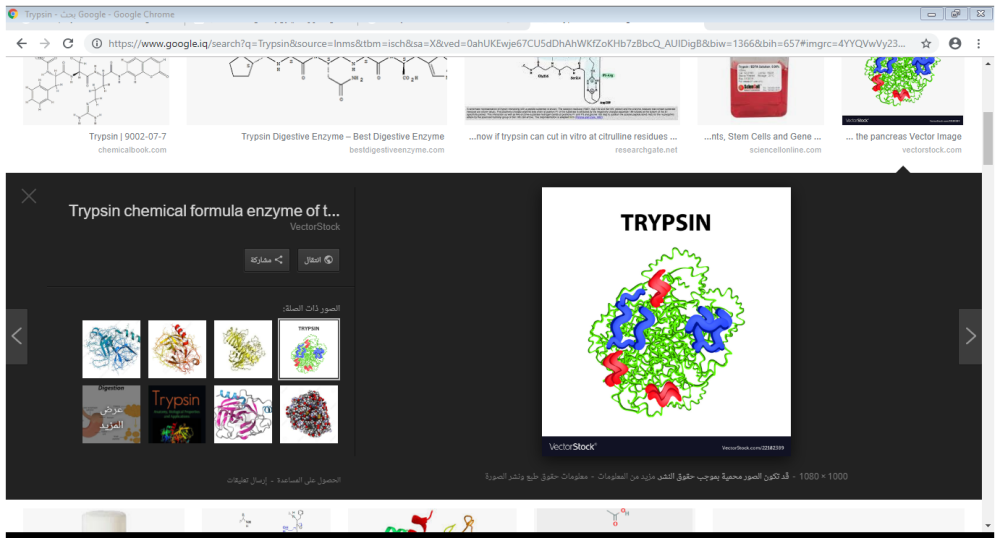 Trypsin - بحث Google - Google Chrome
https://www.google.iq/search?q=Trypsin&source=lnms&tbm=isch&sa=X&ved=0ahUKEwje67CU5dDhAhWKfZoKHb7zBbcQ_AUIDigB&biw=1366&bih=657#imgrc=4YYQVwVy23...
Trypsin | 9002-07-7
chemicalbook.com
Trypsin Digestive Enzyme – Best Digestive Enzyme
bestdigestiveenzyme.com
...now if trypsin can cut in vitro at citrulline residues ...
researchgate.net
...nts, Stem Cells and Gene ...
sciencellonline.com
... the pancreas Vector Image
vectorstock.com
Trypsin chemical formula enzyme of t...
VectorStock
انتقال
مشاركة
الصور ذات الصلة:
TRYPSIN
Digestion
عرض المزيد
Trypsin
TRYPSIN
VectorStock®
VectorStock.com/22182309
الحصول على المساعدة - إرسال تعليقات
1080 × 1000 - قد تكون الصور محمية بموجب حقوق النشر. مزيد من المعلومات - معلومات حقوق طبع ونشر الصورة